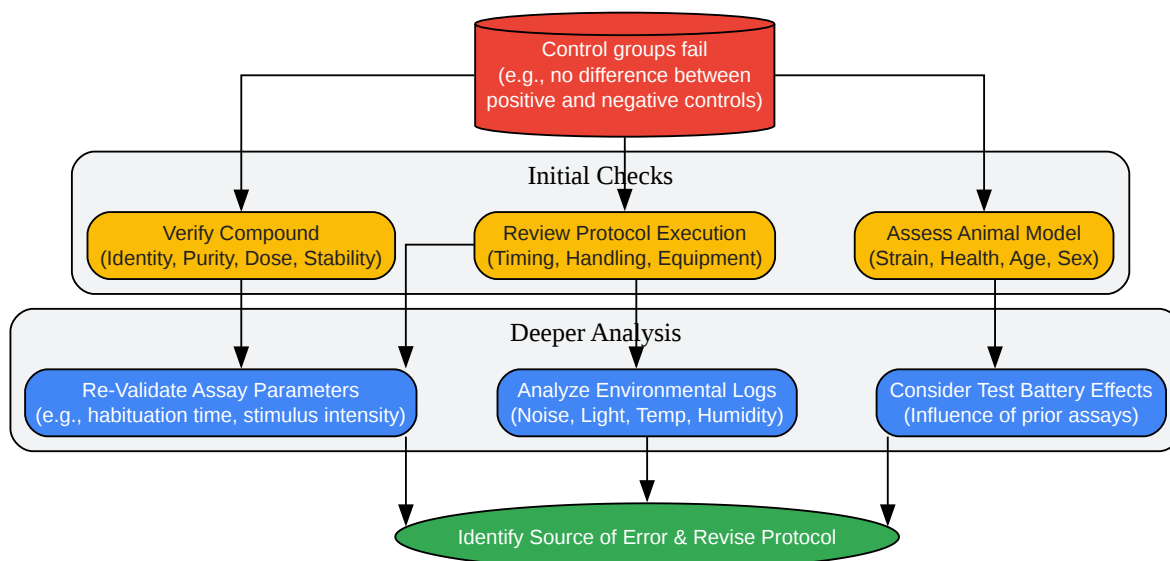 Control groups fail
(e.g., no difference between
positive and negative controls)
Initial Checks
Verify Compound
(Identity, Purity, Dose, Stability)
Review Protocol Execution
(Timing, Handling, Equipment)
Assess Animal Model
(Strain, Health, Age, Sex)
Deeper Analysis
Re-Validate Assay Parameters
(e.g., habituation time, stimulus intensity)
Analyze Environmental Logs
(Noise, Light, Temp, Humidity)
Consider Test Battery Effects
(Influence of prior assays)
Identify Source of Error & Revise Protocol